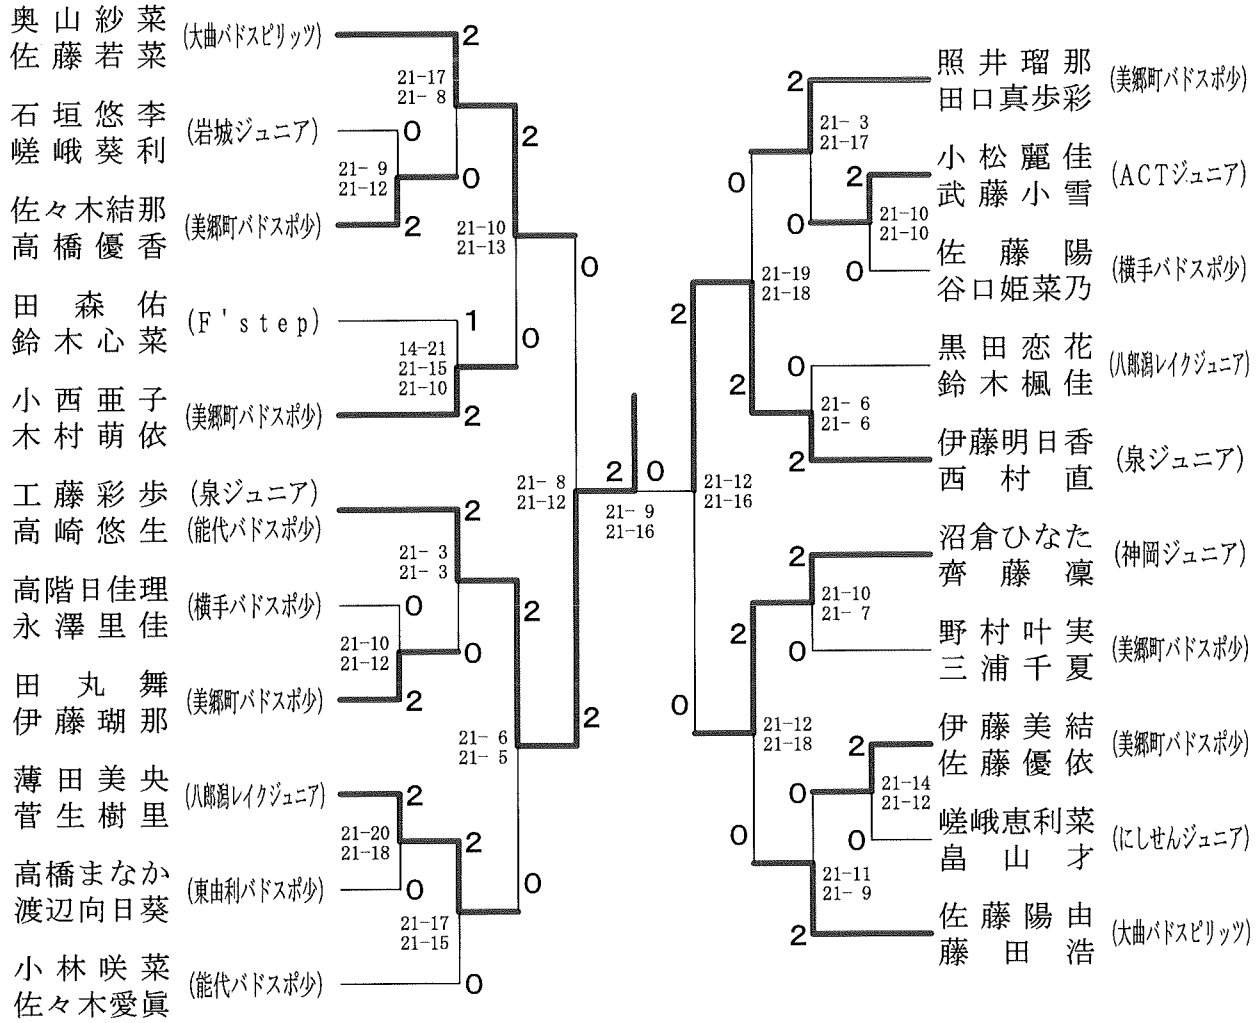 奥山紗菜
佐藤若菜
(大曲バドスピリッツ)
2
21-17
21- 8
石垣悠李
嵯峨葵利
(岩城ジュニア)
0
21- 9
21-12
0
佐々木結那
高橋優香
(美郷町バドスポ少)
2
2
21-10
21-13
0
田森佑
鈴木心菜
(F'step)
1
14-21
21-15
21-10
0
小西亜子
木村萌依
(美郷町バドスポ少)
2
21- 8
21-12
工藤彩歩
高崎悠生
(泉ジュニア)
(能代バドスポ少)
2
21- 3
21- 3
高階日佳理
永澤里佳
(横手バドスポ少)
0
21-10
21-12
0
2
田丸舞
伊藤瑚那
(美郷町バドスポ少)
2
21- 6
21- 5
2
薄田美央
菅生樹里
(八郎潟レイクジュニア)
2
21-20
21-18
2
高橋まなか
渡辺向日葵
(東由利バドスポ少)
0
21-17
21-15
0
小林咲菜
佐々木愛眞
(能代バドスポ少)
0
2 0
21- 9
21-16
照井瑠那
田口真歩彩
(美郷町バドスポ少)
2
21- 3
21-17
小松麗佳
武藤小雪
(ACTジュニア)
2
0
21-10
21-10
0
佐藤陽
谷口姫菜乃
(横手バドスポ少)
0
21-19
21-18
2
黒田恋花
鈴木楓佳
(八郎潟レイクジュニア)
0
2
21- 6
21- 6
伊藤明日香
西村直
(泉ジュニア)
2
21-12
21-16
沼倉ひなた
齊藤凜
(神岡ジュニア)
2
21-10
21- 7
2
野村叶実
三浦千夏
(美郷町バドスポ少)
0
0
21-12
21-18
伊藤美結
佐藤優依
(美郷町バドスポ少)
2
21-14
21-12
0
嵯峨恵利菜
畠山才
(にしせんジュニア)
0
0
21-11
21- 9
佐藤陽由
藤田浩
(大曲バドスピリッツ)
2